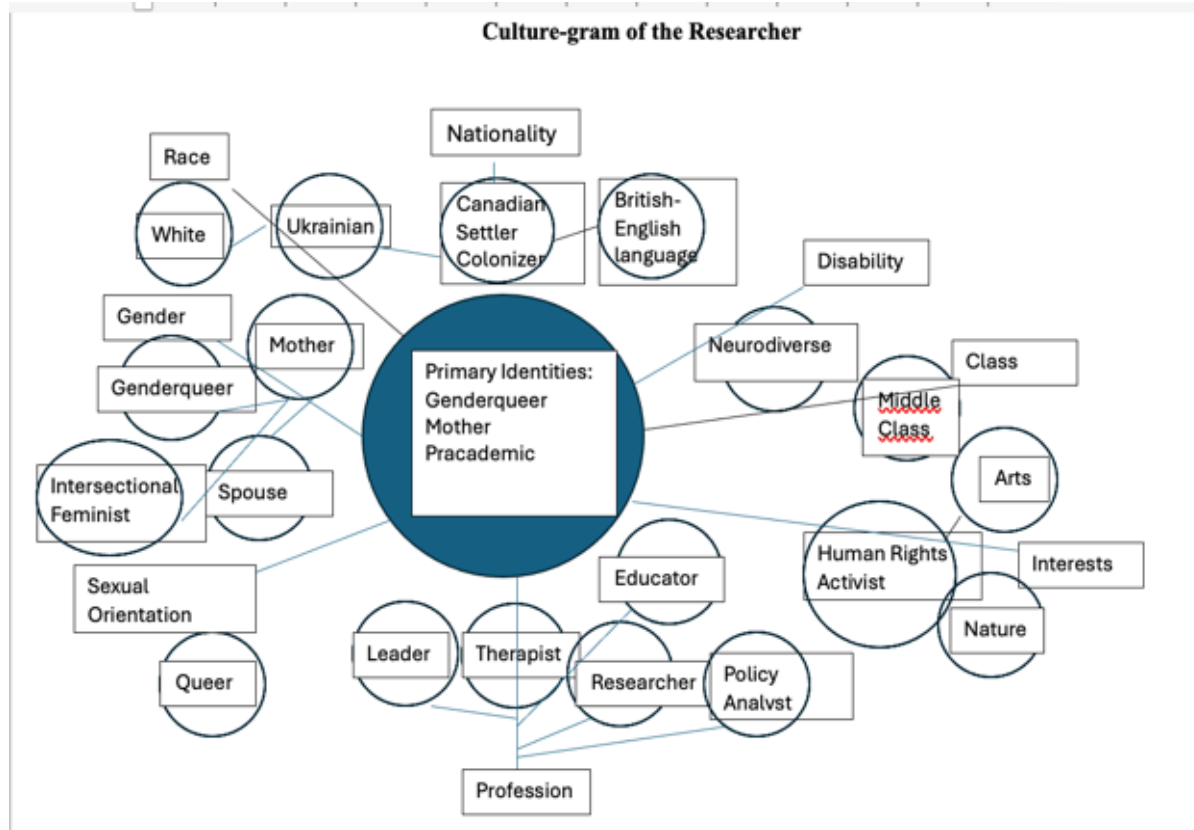 Culture-gram of the Researcher
Nationality
Race
Canadian
Settler
Colonizer
British-
English
language
Ukrainian
White
Disability
Gender
Mother
Neurodiverse
Class
Primary Identities:
Genderqueer
Mother
Pracademic
Genderqueer
Middle
Class
Arts
Intersectional
Feminist
Spouse
Human Rights
Activist
Interests
Educator
Sexual
Orientation
Nature
Leader
Therapist
Researcher
Policy
Analyst
Queer
Profession